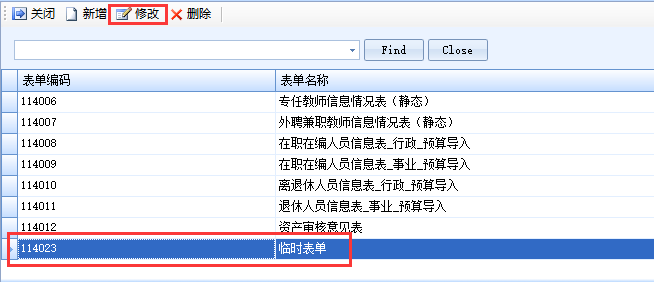 关闭 新增 修改 删除
Find Close
表单编码 表单名称
114006 专任教师信息情况表（静态）
114007 外聘兼职教师信息情况表（静态）
114008 在职在编人员信息表_行政_预算导入
114009 在职在编人员信息表_事业_预算导入
114010 离退休人员信息表_行政_预算导入
114011 退休人员信息表_事业_预算导入
114012 资产审核意见表
114023 临时表单